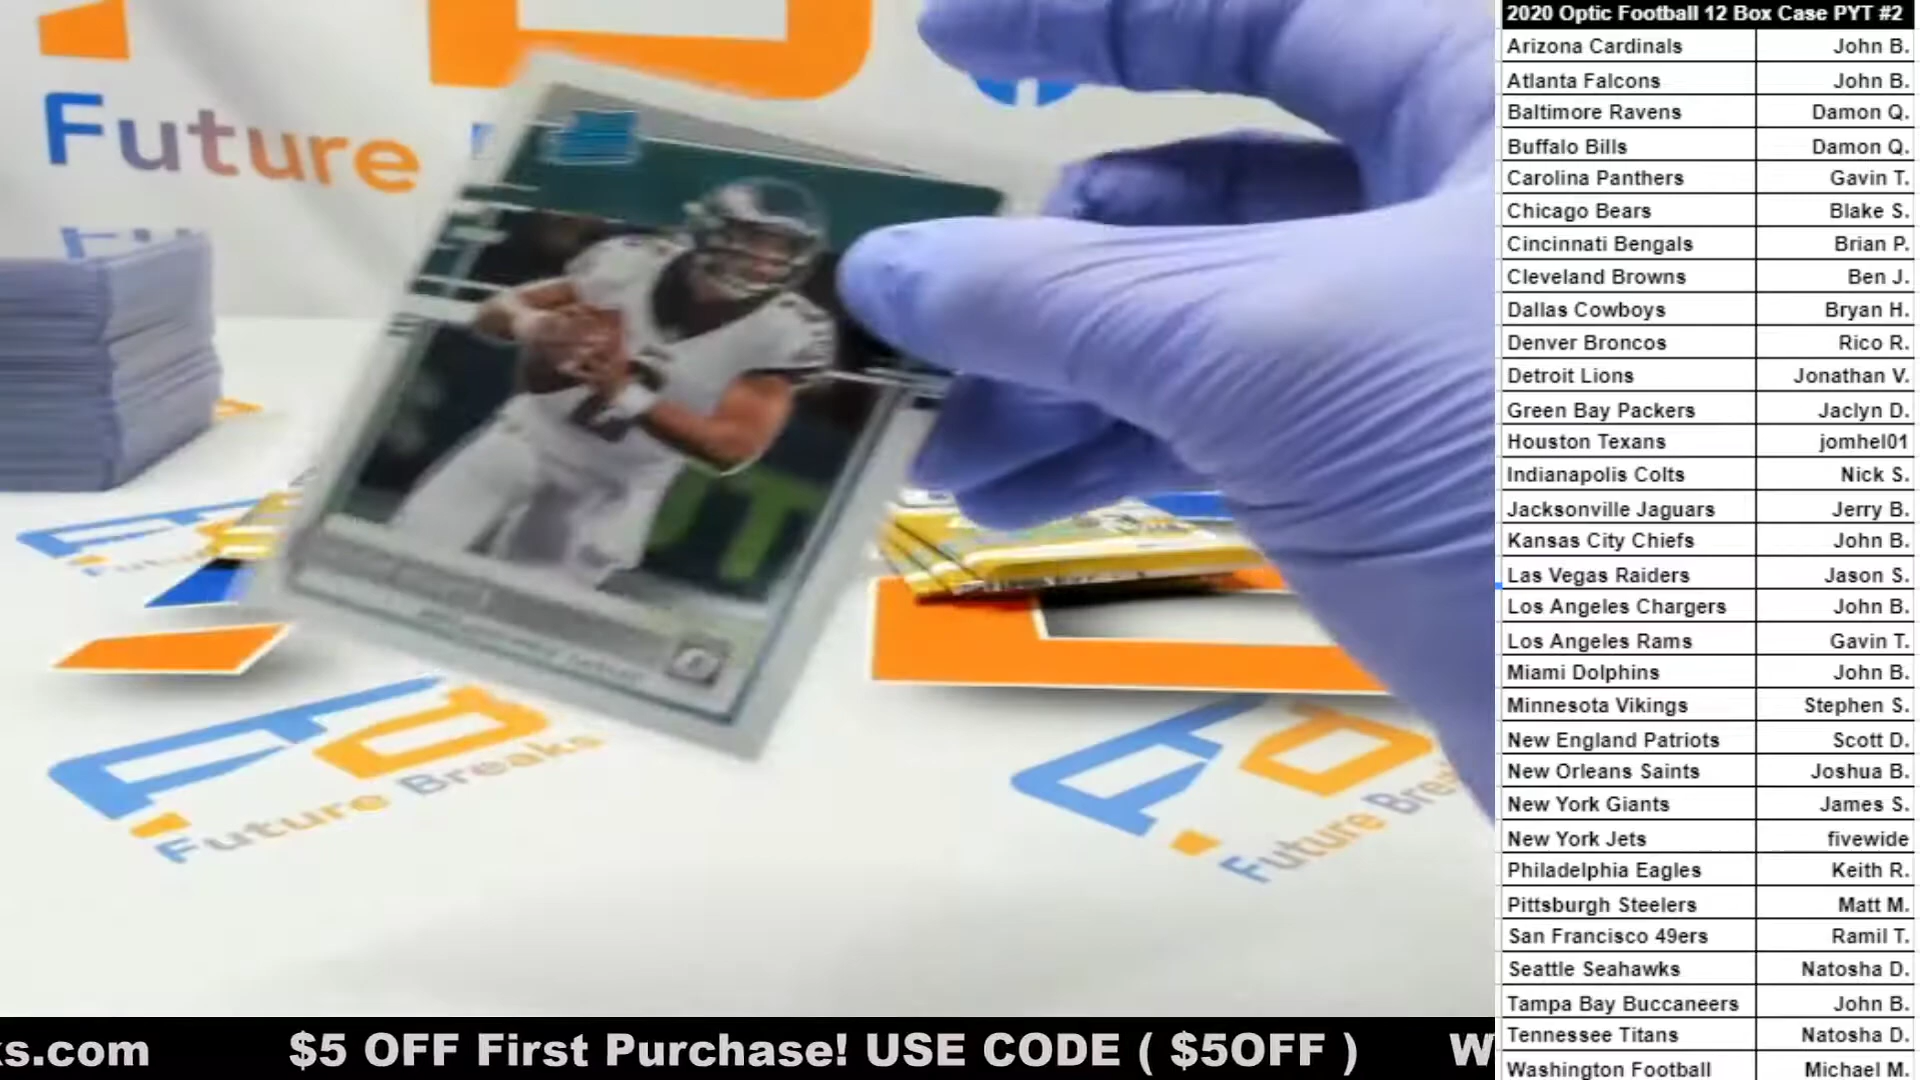 Future
Future Breaks
Future Brea
2020 Optic Football 12 Box Case PYT #2
Arizona Cardinals John B.
Atlanta Falcons John B.
Baltimore Ravens Damon Q.
Buffalo Bills Damon Q.
Carolina Panthers Gavin T.
Chicago Bears Blake S.
Cincinnati Bengals Brian P.
Cleveland Browns Ben J.
Dallas Cowboys Bryan H.
Denver Broncos Rico R.
Detroit Lions Jonathan V.
Green Bay Packers Jaclyn D.
Houston Texans jomhel01
Indianapolis Colts Nick S.
Jacksonville Jaguars Jerry B.
Kansas City Chiefs John B.
Las Vegas Raiders Jason S.
Los Angeles Chargers John B.
Los Angeles Rams Gavin T.
Miami Dolphins John B.
Minnesota Vikings Stephen S.
New England Patriots Scott D.
New Orleans Saints Joshua B.
New York Giants James S.
New York Jets fivewide
Philadelphia Eagles Keith R.
Pittsburgh Steelers Matt M.
San Francisco 49ers Ramil T.
Seattle Seahawks Natosha D.
Tampa Bay Buccaneers John B.
Tennessee Titans Natosha D.
Washington Football Michael M.
ks.com $5 OFF First Purchase! USE CODE ( $5OFF ) W